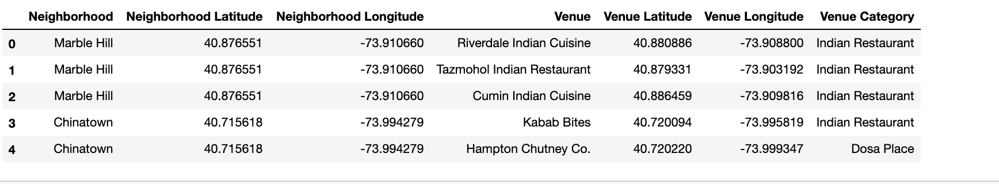 Neighborhood Neighborhood Latitude Neighborhood Longitude Venue Venue Latitude Venue Longitude Venue Category
0 Marble Hill 40.876551 -73.910660 Riverdale Indian Cuisine 40.880886 -73.908800 Indian Restaurant
1 Marble Hill 40.876551 -73.910660 Tazmohol Indian Restaurant 40.879331 -73.903192 Indian Restaurant
2 Marble Hill 40.876551 -73.910660 Cumin Indian Cuisine 40.886459 -73.909816 Indian Restaurant
3 Chinatown 40.715618 -73.994279 Kabab Bites 40.720094 -73.995819 Indian Restaurant
4 Chinatown 40.715618 -73.994279 Hampton Chutney Co. 40.720220 -73.999347 Dosa Place